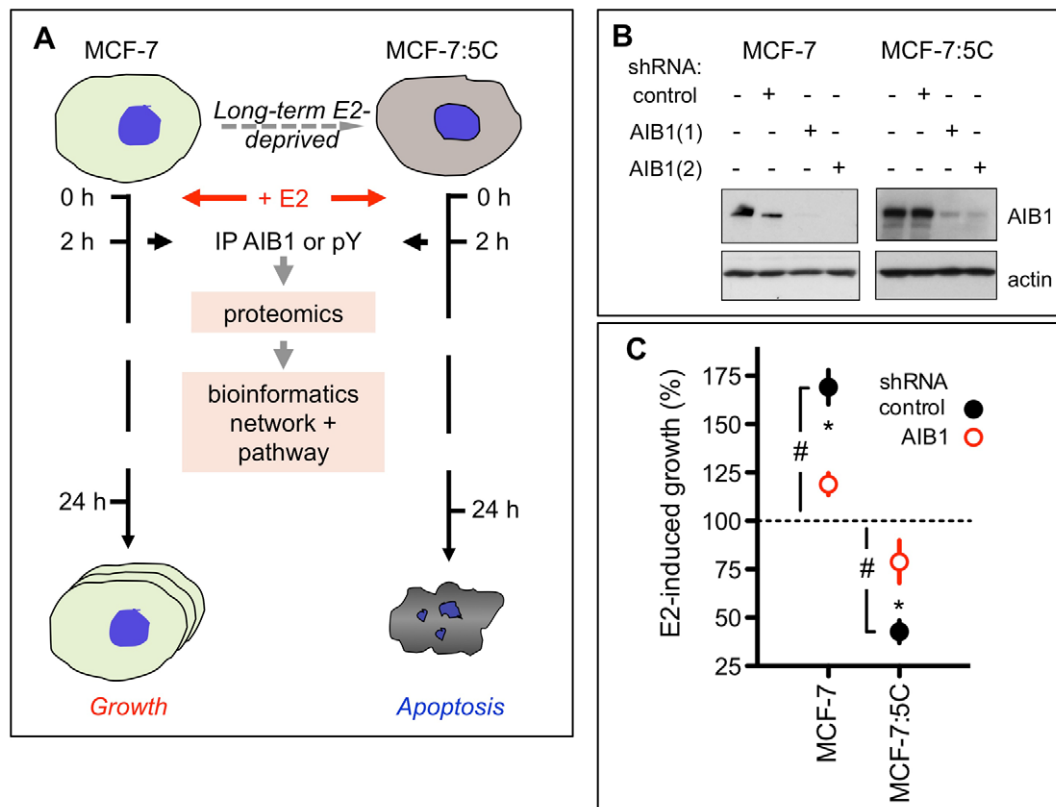 A
MCF-7
MCF-7:5C
Long-term E2-
deprived
0 h
+ E2
0 h
2 h
IP AIB1 or pY
2 h
proteomics
bioinformatics
network +
pathway
24 h
24 h
Growth
Apoptosis
B
MCF-7
MCF-7:5C
shRNA:
control
- + - - - + - -
AIB1(1)
- - + - - - + -
AIB1(2)
- - - + - - - +
AIB1
actin
C
E2-induced growth (%)
175
150
125
100
75
50
25
#
*
#
*
shRNA
control
AIB1
MCF-7
MCF-7:5C